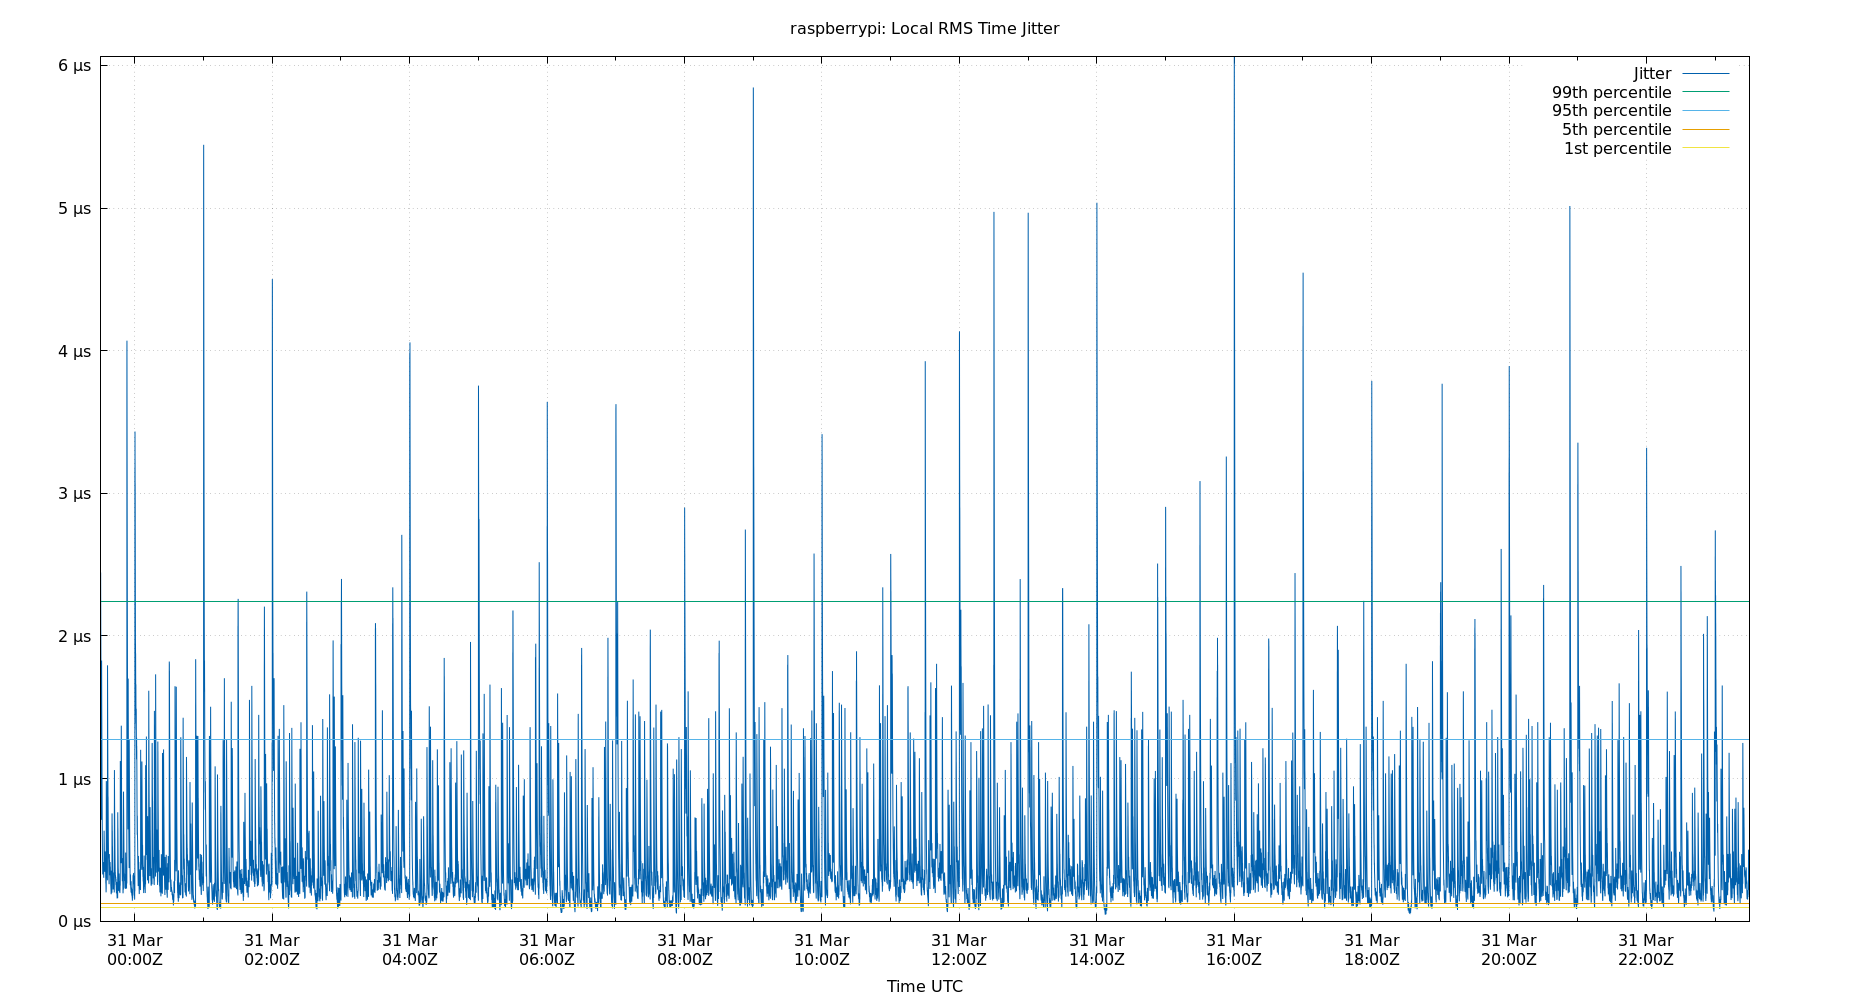 raspberrypi: Local RMS Time Jitter
6 µs
5 µs
4 µs
3 µs
2 µs
1 µs
0 µs
Jitter
99th percentile
95th percentile
5th percentile
1st percentile
31 Mar 31 Mar 31 Mar 31 Mar 31 Mar 31 Mar 31 Mar 31 Mar 31 Mar 31 Mar 31 Mar 31 Mar
00:00Z 02:00Z 04:00Z 06:00Z 08:00Z 10:00Z 12:00Z 14:00Z 16:00Z 18:00Z 20:00Z 22:00Z
Time UTC